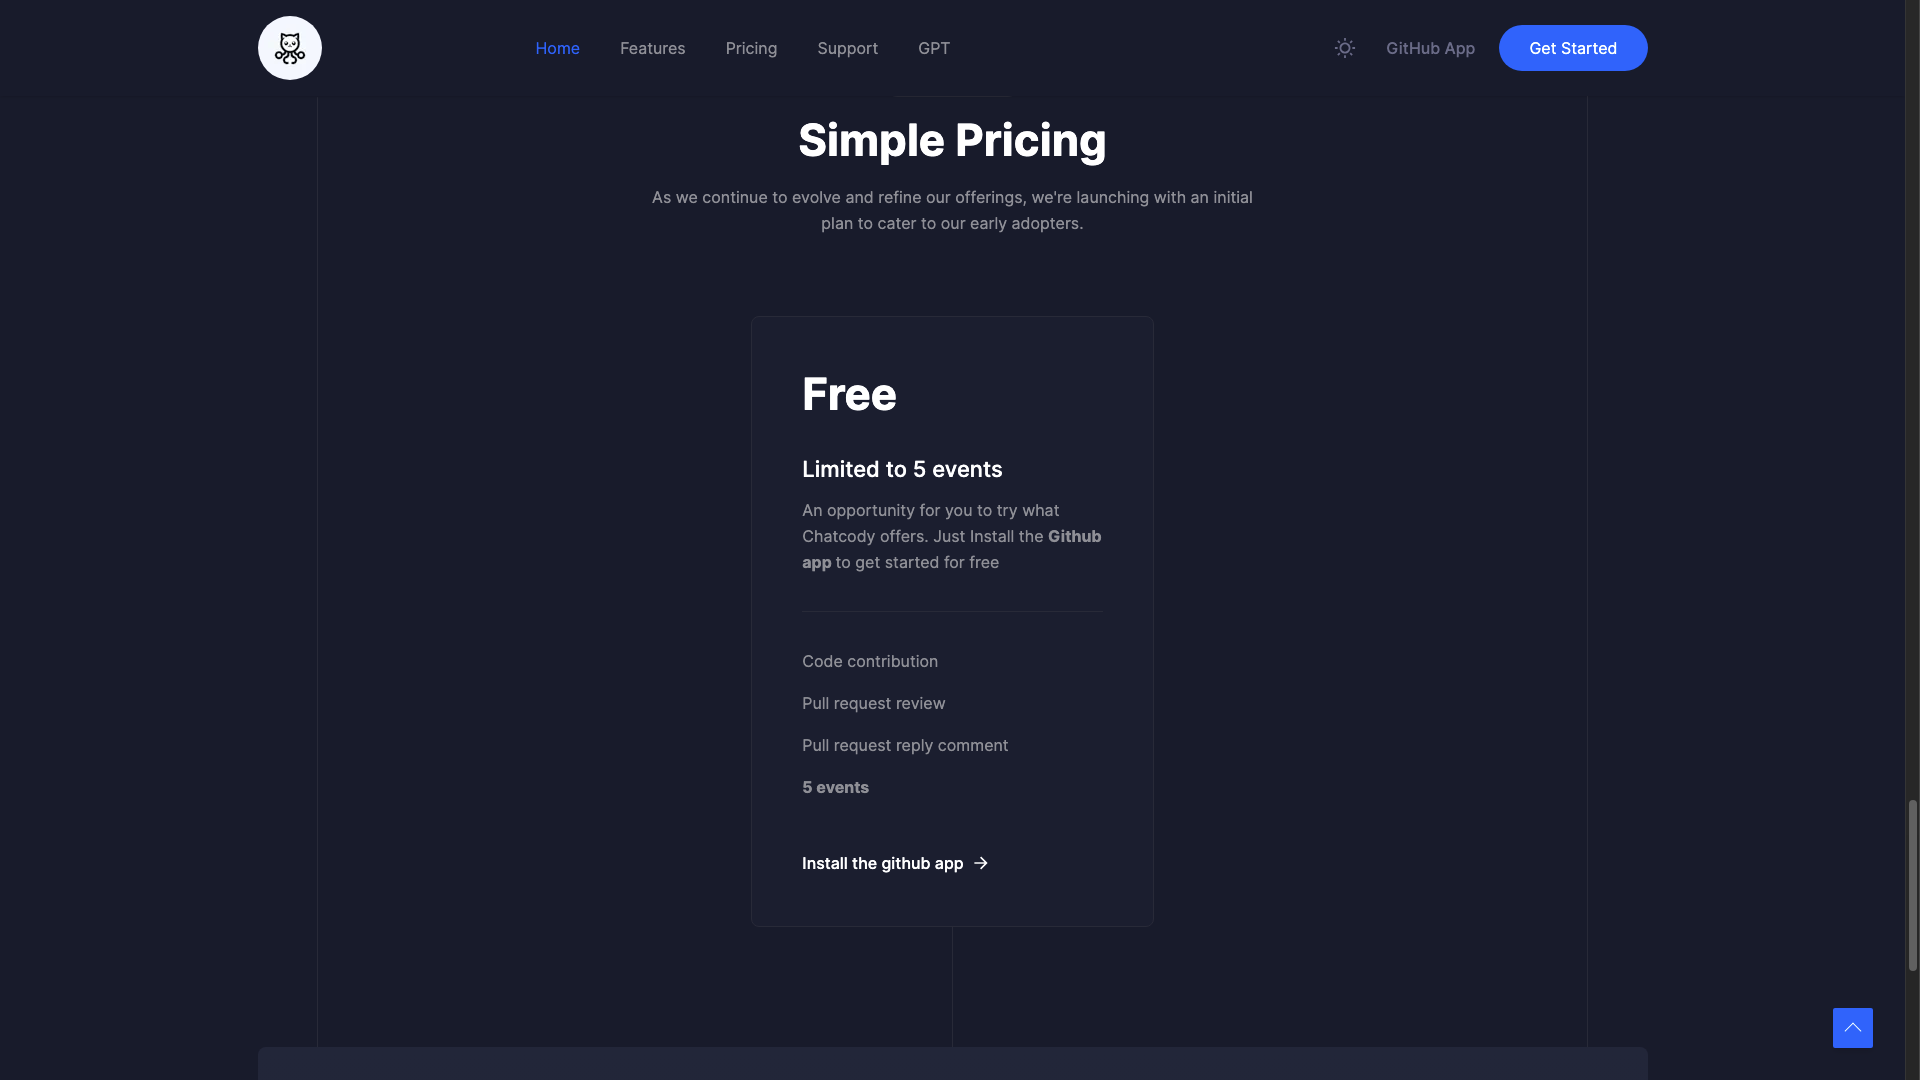 Home
Features
Pricing
Support
GPT
GitHub App
Get Started
Simple Pricing
As we continue to evolve and refine our offerings, we're launching with an initial
plan to cater to our early adopters.
Free
Limited to 5 events
An opportunity for you to try what
Chatcody offers. Just Install the Github
app to get started for free
Code contribution
Pull request review
Pull request reply comment
5 events
Install the github app